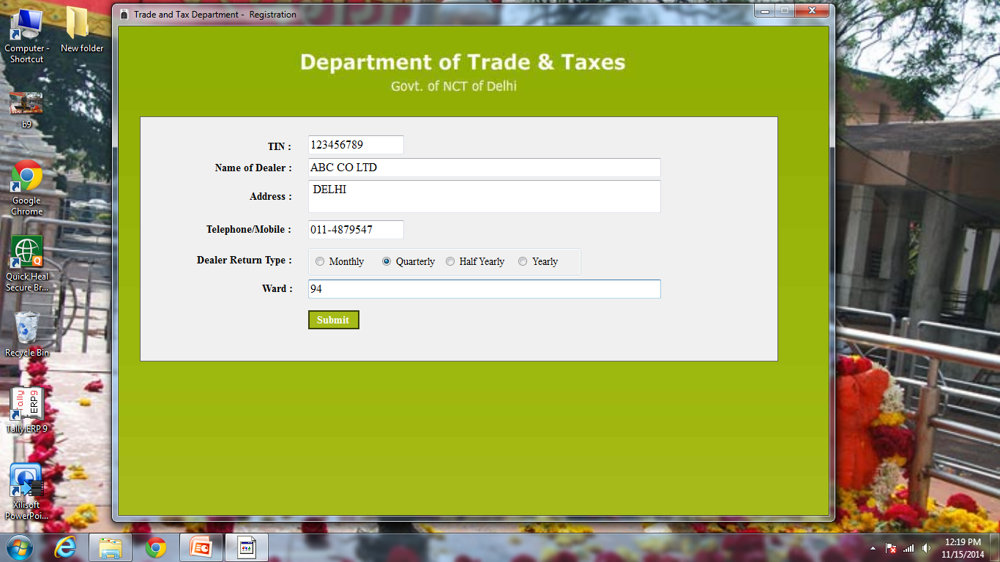 Trade and Tax Department -  Registration
Computer - Shortcut
New folder
b9
Google Chrome
Quick Heal Secure Br...
Recycle Bin
Tally ERP9
Tally.ERP 9
Xilisoft PowerPoi...
Department of Trade & Taxes
Govt. of NCT of Delhi
TIN : 123456789
Name of Dealer : ABC CO LTD
Address : DELHI
Telephone/Mobile : 011-4879547
Dealer Return Type : Monthly Quarterly Half Yearly Yearly
Ward : 94
Submit
12:19 PM
11/15/2014